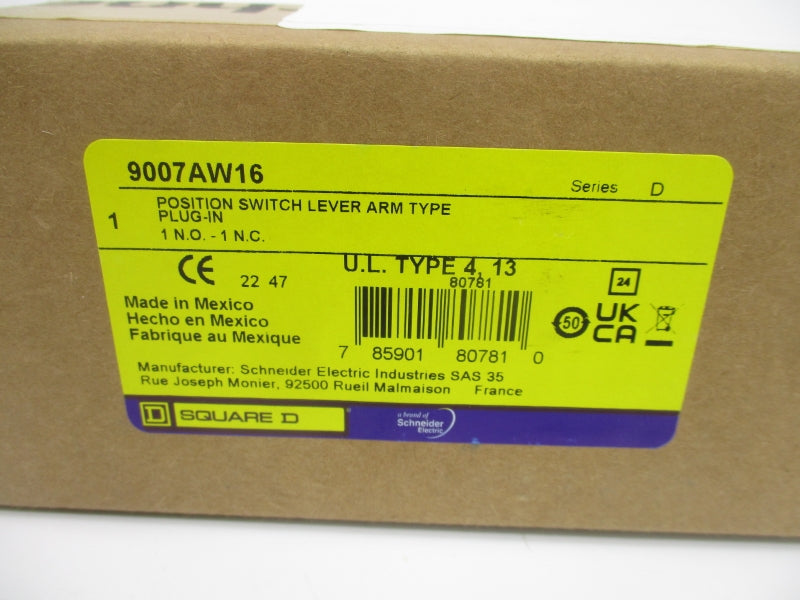 9007AW16
Series D
1
POSITION SWITCH LEVER ARM TYPE
PLUG-IN
1 N.O. - 1 N.C.
CE 22 47
U.L. TYPE 4, 13
80781
24
Made in Mexico
Hecho en Mexico
Fabrique au Mexique
7 85901 80781 0
50
UK
CA
Manufacturer: Schneider Electric Industries SAS 35
Rue Joseph Monier, 92500 Rueil Malmaison France
D SQUARE D
a brand of
Schneider
Electric